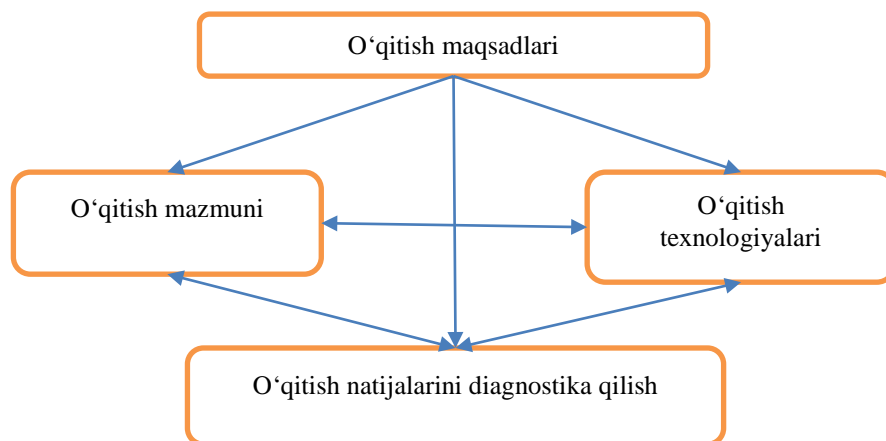 O‘qitish maqsadlari
O‘qitish mazmuni
O‘qitish
texnologiyalari
O‘qitish natijalarini diagnostika qilish